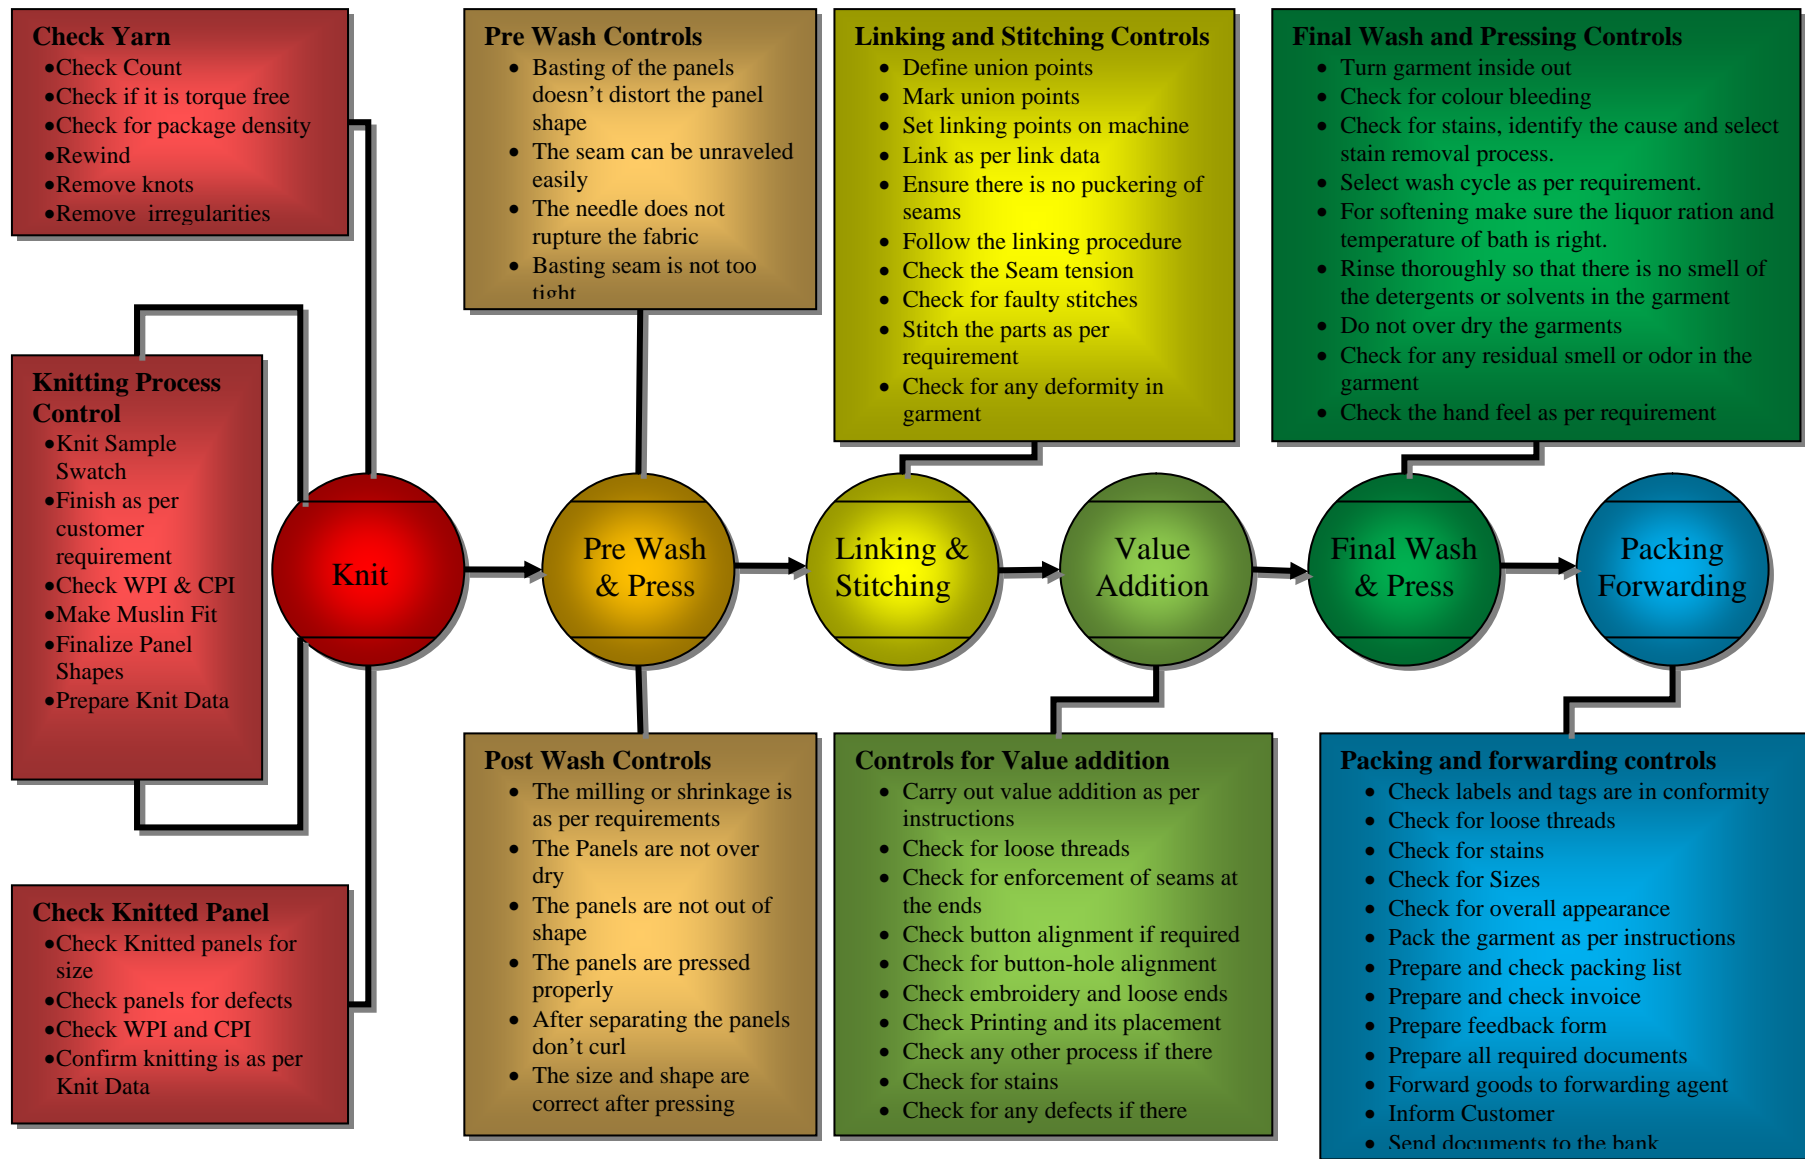 Check Yarn
•Check Count
•Check if it is torque free
•Check for package density
•Rewind
•Remove knots
•Remove irregularities
Knitting Process
Control
•Knit Sample
Swatch
•Finish as per
customer
requirement
•Check WPI & CPI
•Make Muslin Fit
•Finalize Panel
Shapes
•Prepare Knit Data
Check Knitted Panel
•Check Knitted panels for
size
•Check panels for defects
•Check WPI and CPI
•Confirm knitting is as per
Knit Data
Pre Wash Controls
• Basting of the panels
doesn’t distort the panel
shape
• The seam can be unraveled
easily
• The needle does not
rupture the fabric
• Basting seam is not too
tight
Linking and Stitching Controls
• Define union points
• Mark union points
• Set linking points on machine
• Link as per link data
• Ensure there is no puckering of
seams
• Follow the linking procedure
• Check the Seam tension
• Check for faulty stitches
• Stitch the parts as per
requirement
• Check for any deformity in
garment
Final Wash and Pressing Controls
• Turn garment inside out
• Check for colour bleeding
• Check for stains, identify the cause and select
stain removal process.
• Select wash cycle as per requirement.
• For softening make sure the liquor ration and
temperature of bath is right.
• Rinse thoroughly so that there is no smell of
the detergents or solvents in the garment
• Do not over dry the garments
• Check for any residual smell or odor in the
garment
• Check the hand feel as per requirement
Knit
Pre Wash
& Press
Linking &
Stitching
Value
Addition
Final Wash
& Press
Packing
Forwarding
Post Wash Controls
• The milling or shrinkage is
as per requirements
• The Panels are not over
dry
• The panels are not out of
shape
• The panels are pressed
properly
• After separating the panels
don’t curl
• The size and shape are
correct after pressing
Controls for Value addition
• Carry out value addition as per
instructions
• Check for loose threads
• Check for enforcement of seams at
the ends
• Check button alignment if required
• Check for button-hole alignment
• Check embroidery and loose ends
• Check Printing and its placement
• Check any other process if there
• Check for stains
• Check for any defects if there
Packing and forwarding controls
• Check labels and tags are in conformity
• Check for loose threads
• Check for stains
• Check for Sizes
• Check for overall appearance
• Pack the garment as per instructions
• Prepare and check packing list
• Prepare and check invoice
• Prepare feedback form
• Prepare all required documents
• Forward goods to forwarding agent
• Inform Customer
• Send documents to the bank